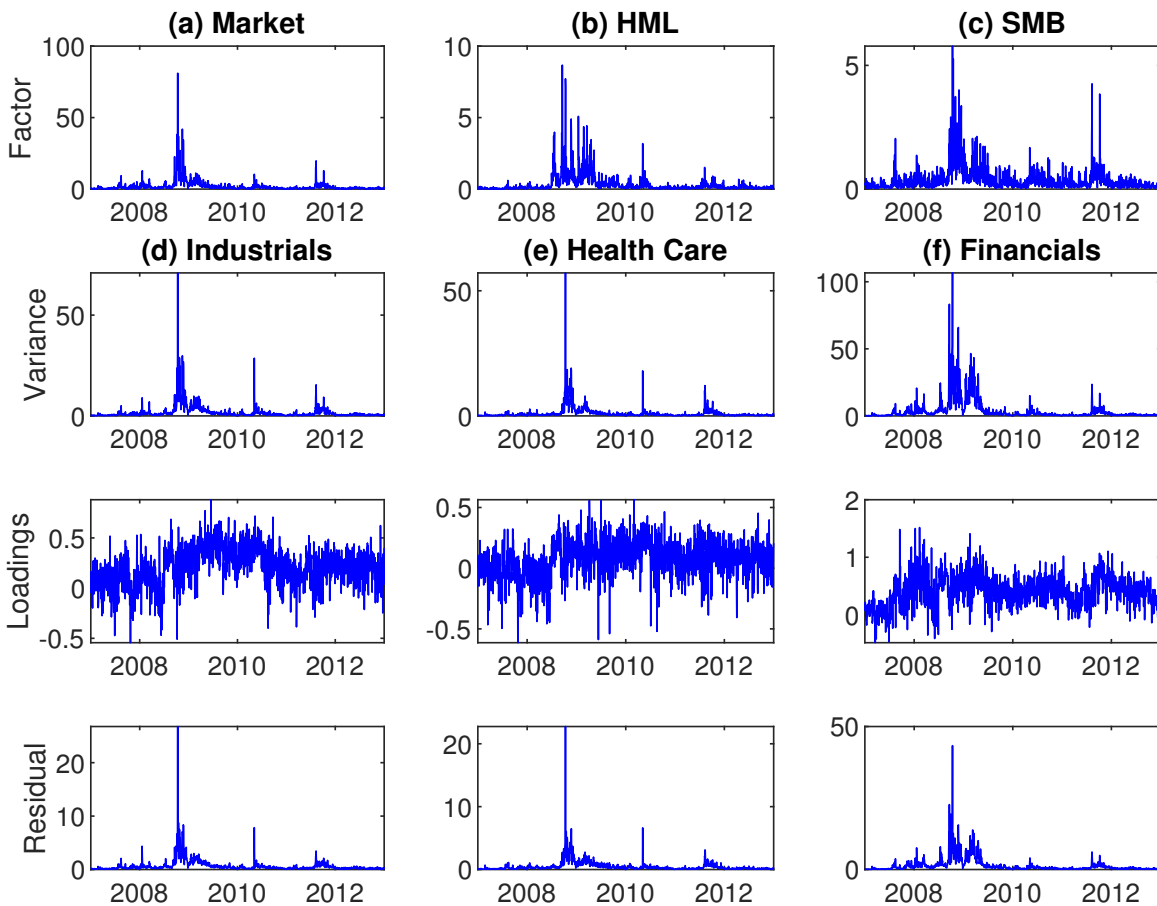 (a) Market (b) HML (c) SMB
Factor
100 10
50 5 5
0 0 0
2008 2010 2012 2008 2010 2012 2008 2010 2012
(d) Industrials (e) Health Care (f) Financials
Variance
50 50 100
50
0 0 0
2008 2010 2012 2008 2010 2012 2008 2010 2012
Loadings
0.5 0.5 2
0 0 1
-0.5 -0.5 0
2008 2010 2012 2008 2010 2012 2008 2010 2012
Residual
20 20 50
10 10
0 0 0
2008 2010 2012 2008 2010 2012 2008 2010 2012